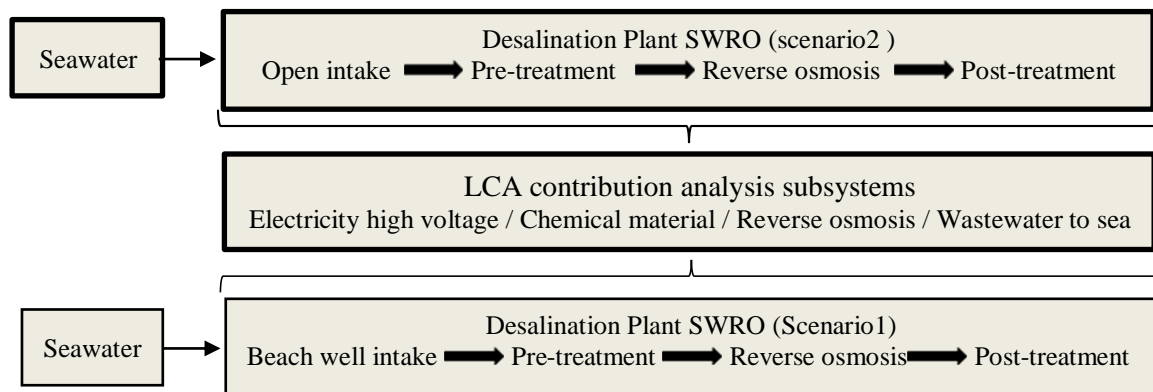 Seawater
Desalination Plant SWRO (scenario2 )
Open intake Pre-treatment Reverse osmosis Post-treatment
LCA contribution analysis subsystems
Electricity high voltage / Chemical material / Reverse osmosis / Wastewater to sea
Seawater
Desalination Plant SWRO (Scenario1)
Beach well intake Pre-treatment Reverse osmosis Post-treatment